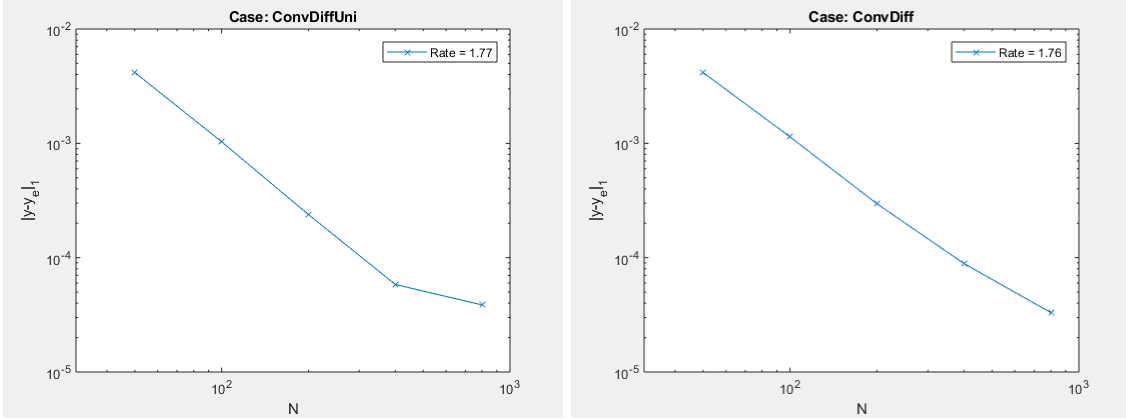 Case: ConvDiffUni
10^-2
10^-3
10^-4
10^-5
|y-y_e|_1
Rate = 1.77
10^2
10^3
N
Case: ConvDiff
10^-2
10^-3
10^-4
10^-5
|y-y_e|_1
Rate = 1.76
10^2
10^3
N